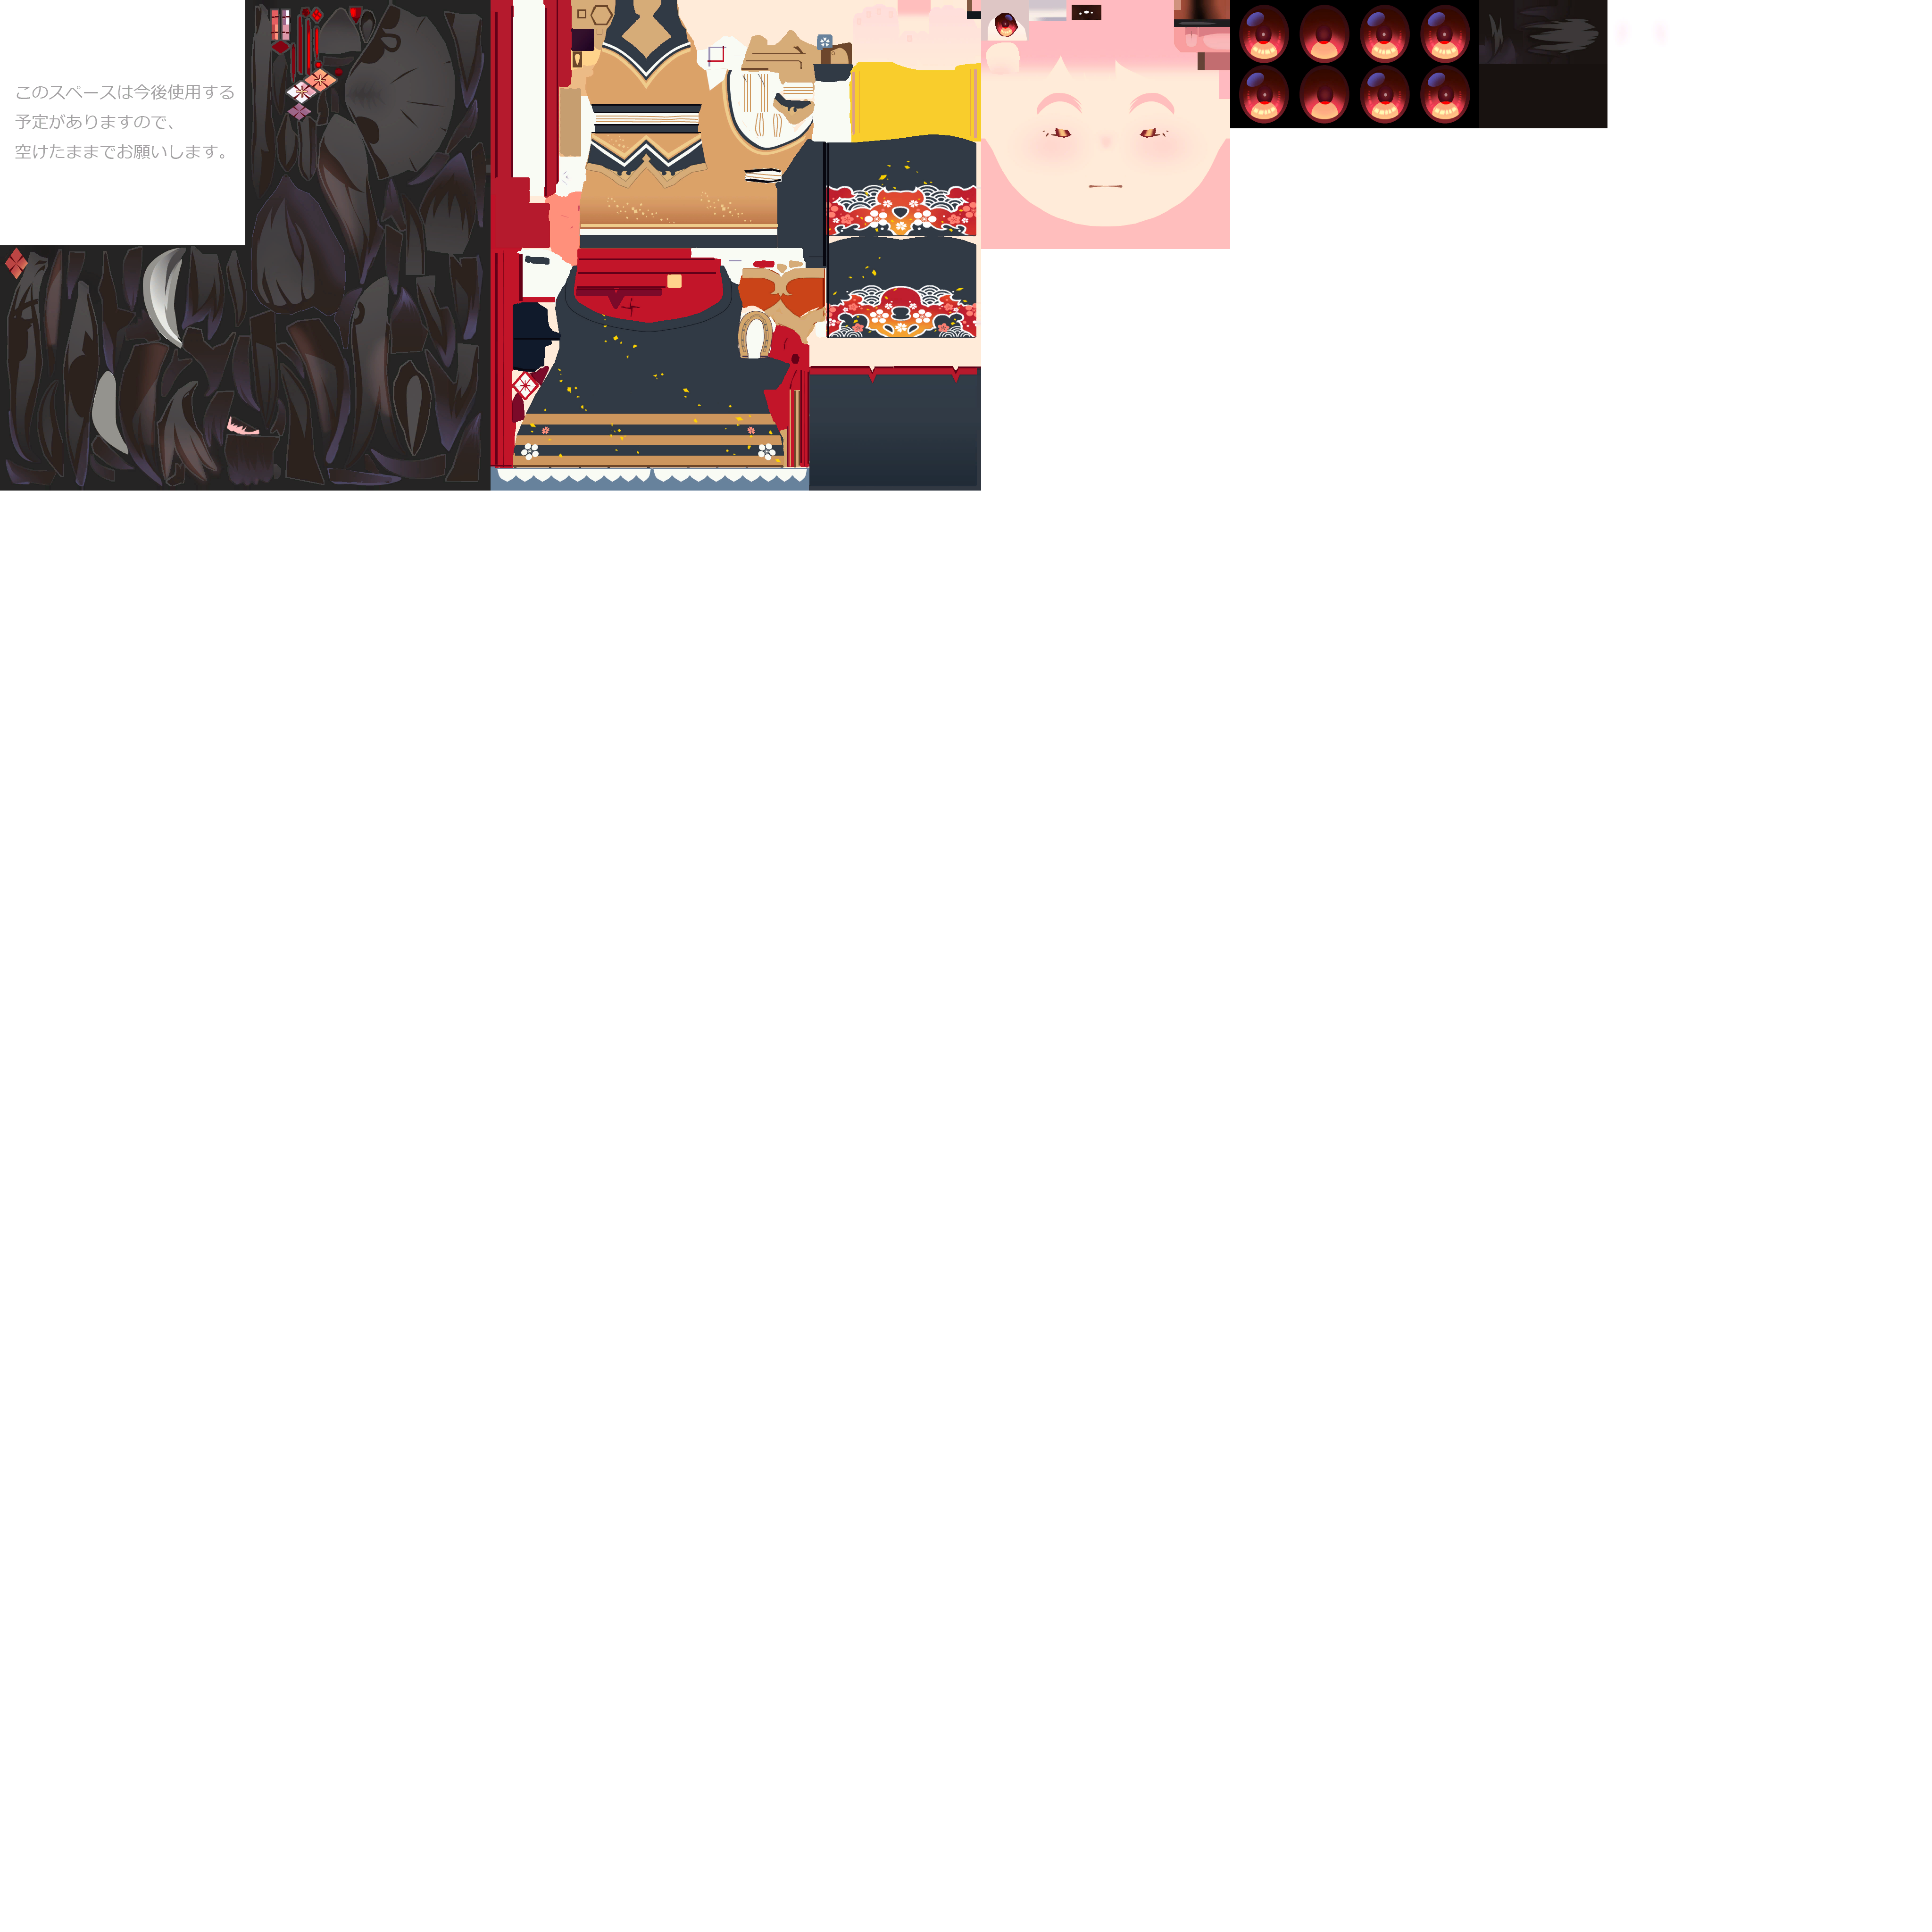 このスペースは今後使用する
予定がありますので、
空けたままでお願いします。